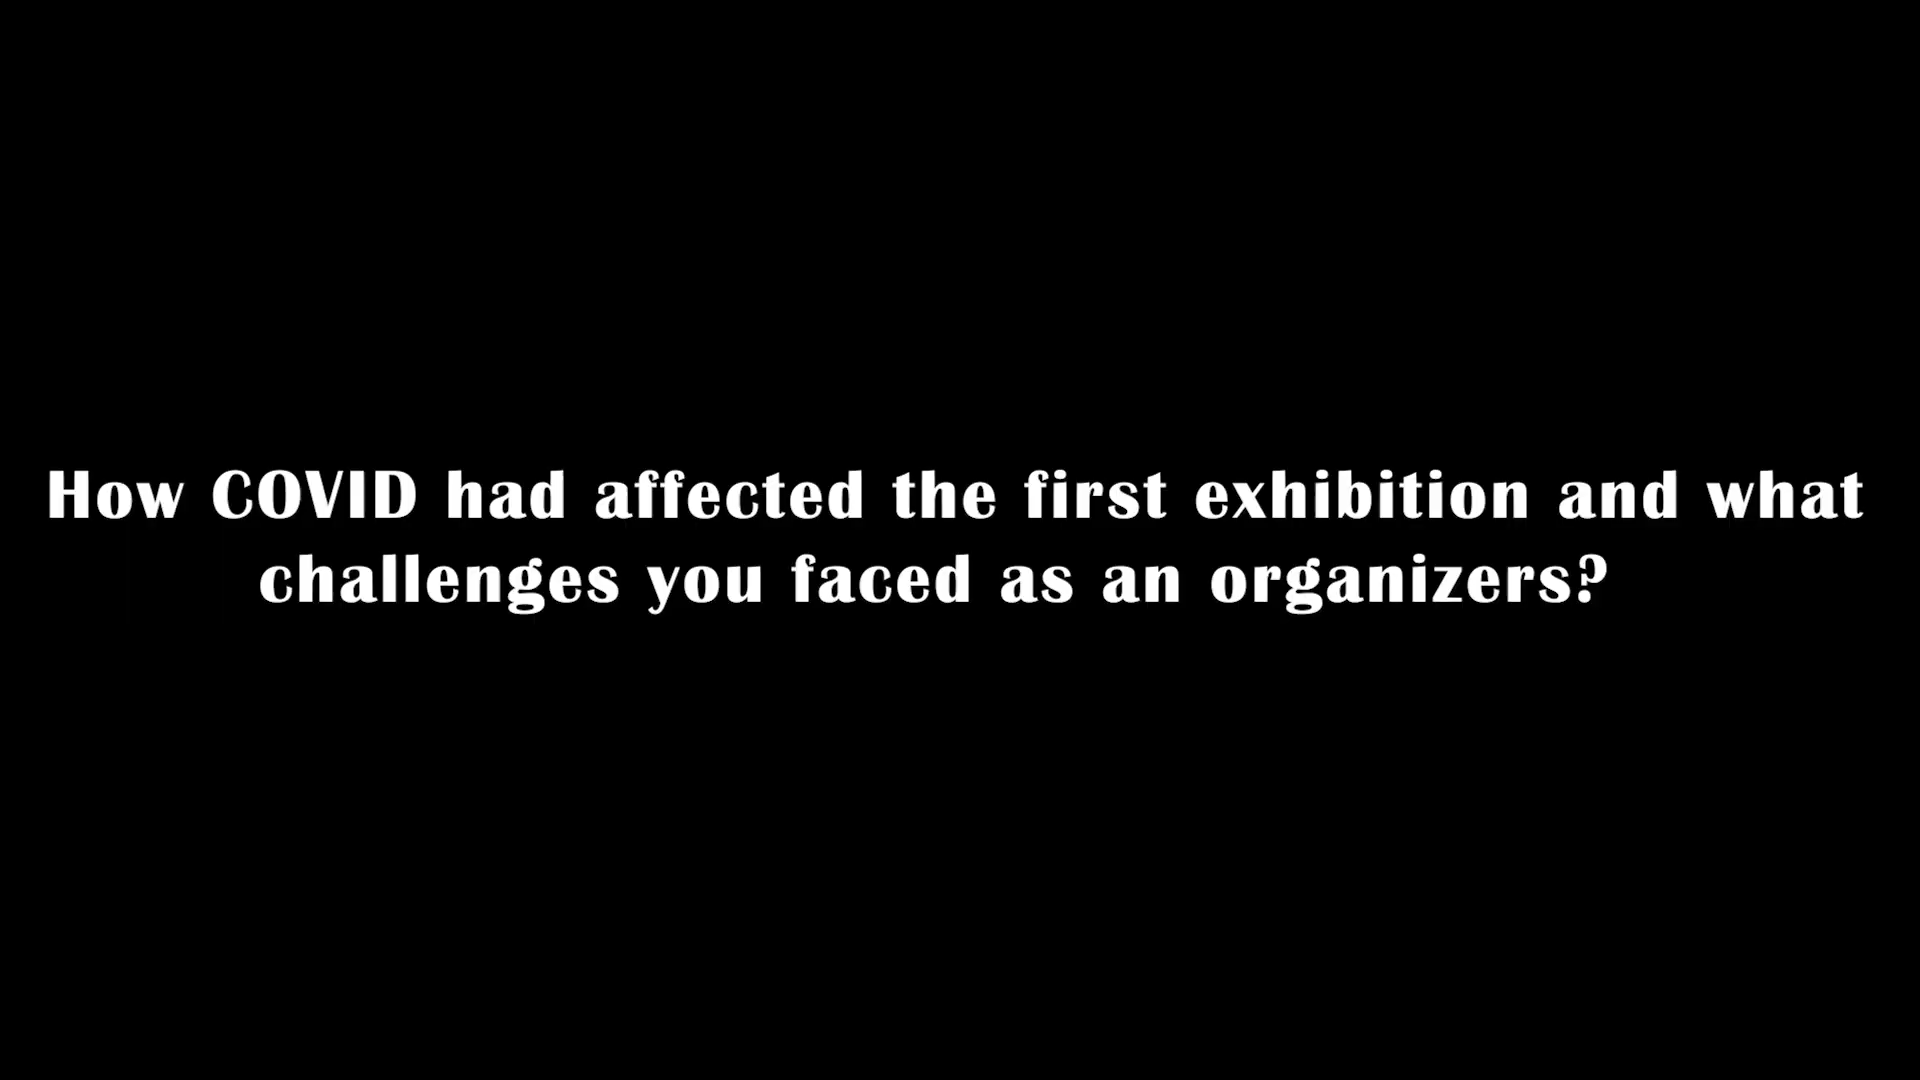 How COVID had affected the first exhibition and what
challenges you faced as an organizers?